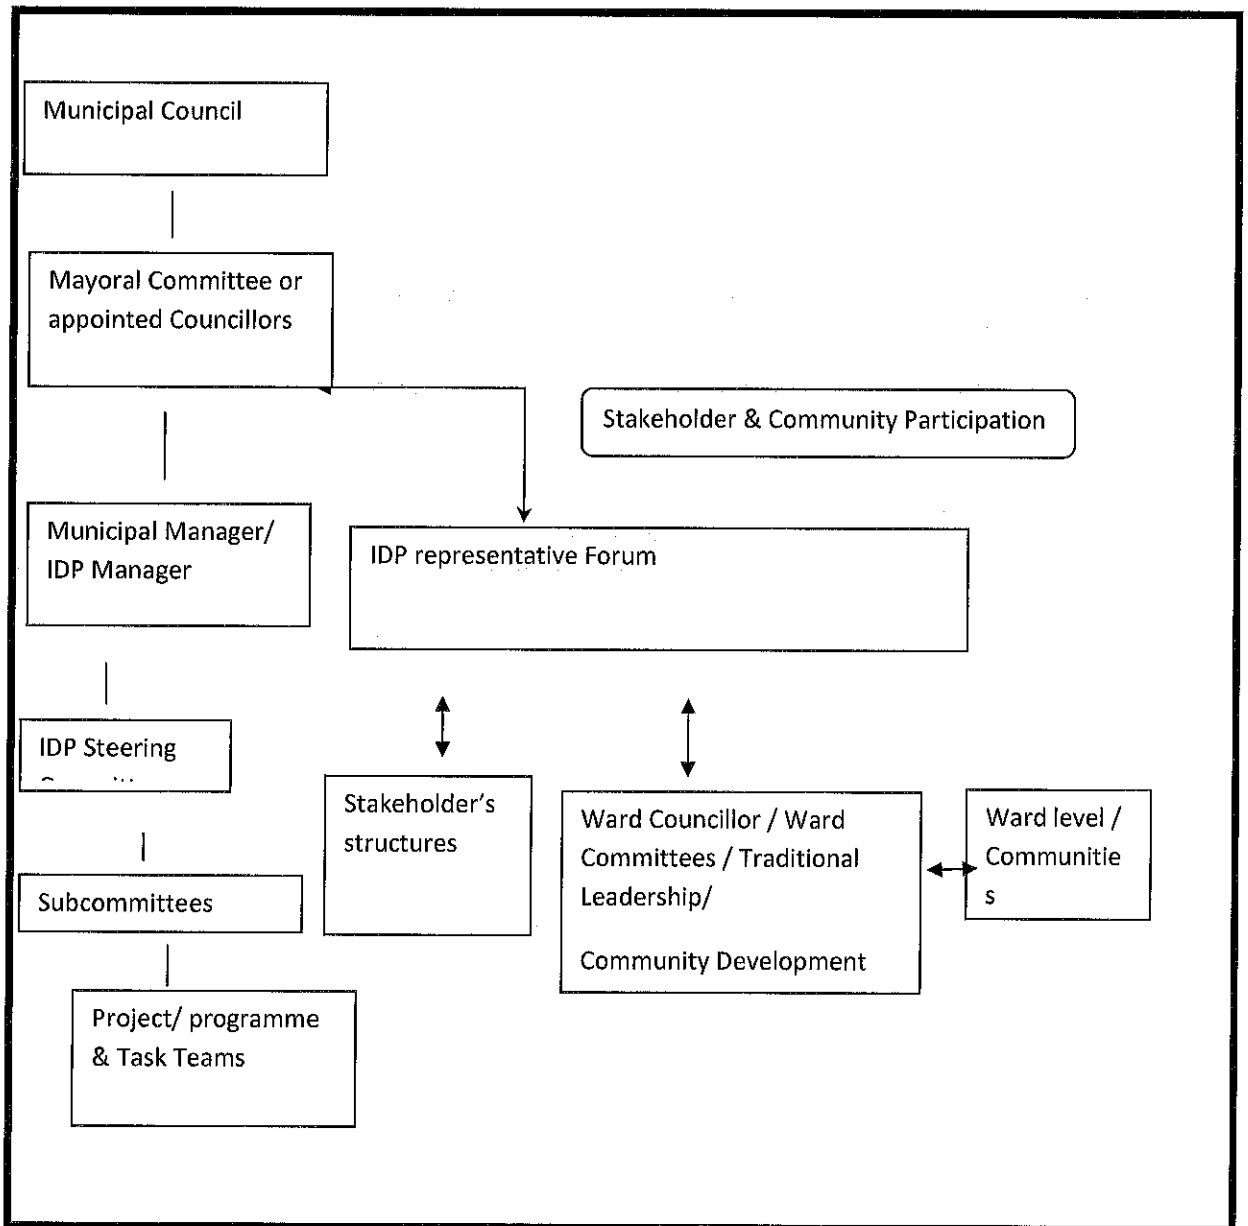 Municipal Council
Mayoral Committee or
appointed Councillors
Stakeholder & Community Participation
Municipal Manager/
IDP Manager
IDP representative Forum
IDP Steering
Stakeholder's
structures
Ward Councillor / Ward
Committees / Traditional
Leadership/
Community Development
Ward level /
Communitie
s
Subcommittees
Project/ programme
& Task Teams